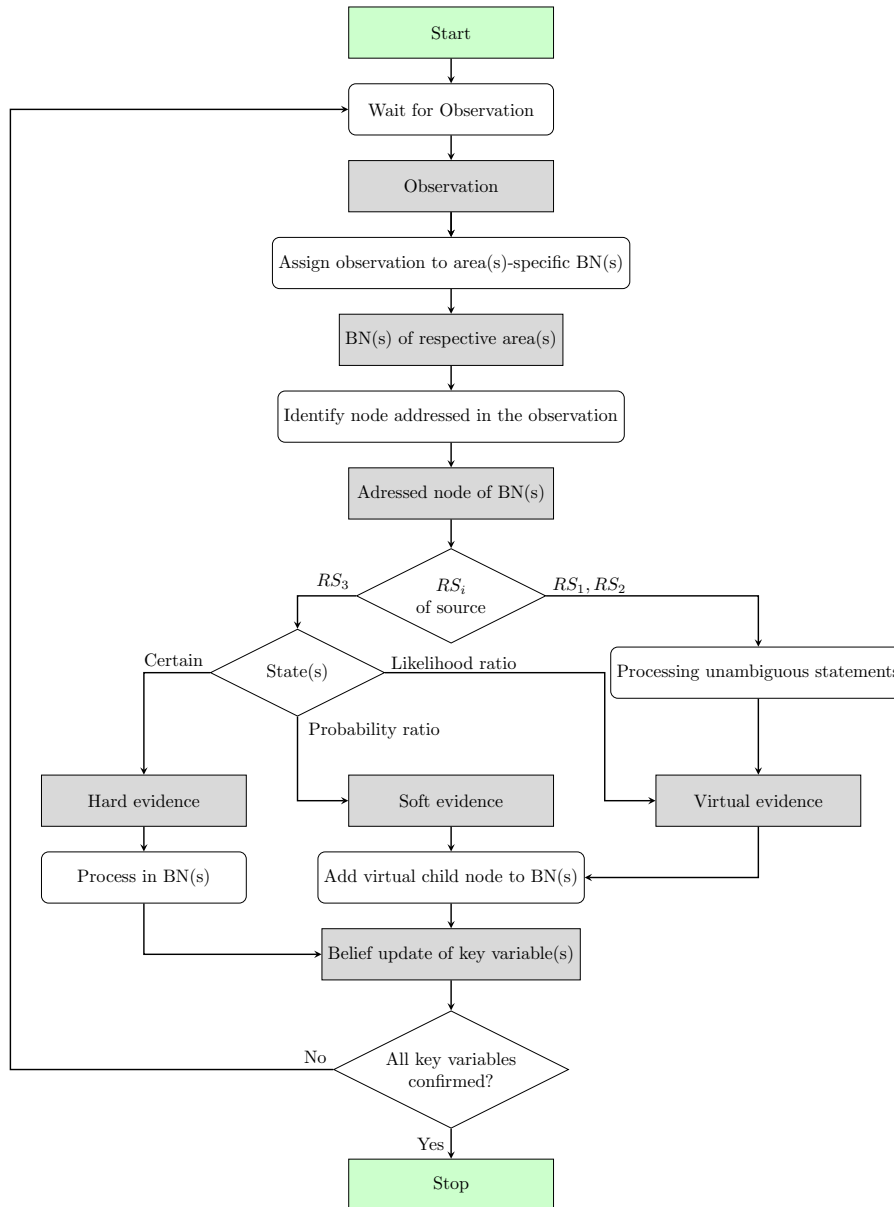 Start
Wait for Observation
Observation
Assign observation to area(s)-specific BN(s)
BN(s) of respective area(s)
Identify node addressed in the observation
Adressed node of BN(s)
RS₃
RSᵢ
of source
RS₁, RS₂
Certain
State(s)
Likelihood ratio
Processing unambiguous statements
Probability ratio
Hard evidence
Soft evidence
Virtual evidence
Process in BN(s)
Add virtual child node to BN(s)
Belief update of key variable(s)
No
All key variables
confirmed?
Yes
Stop